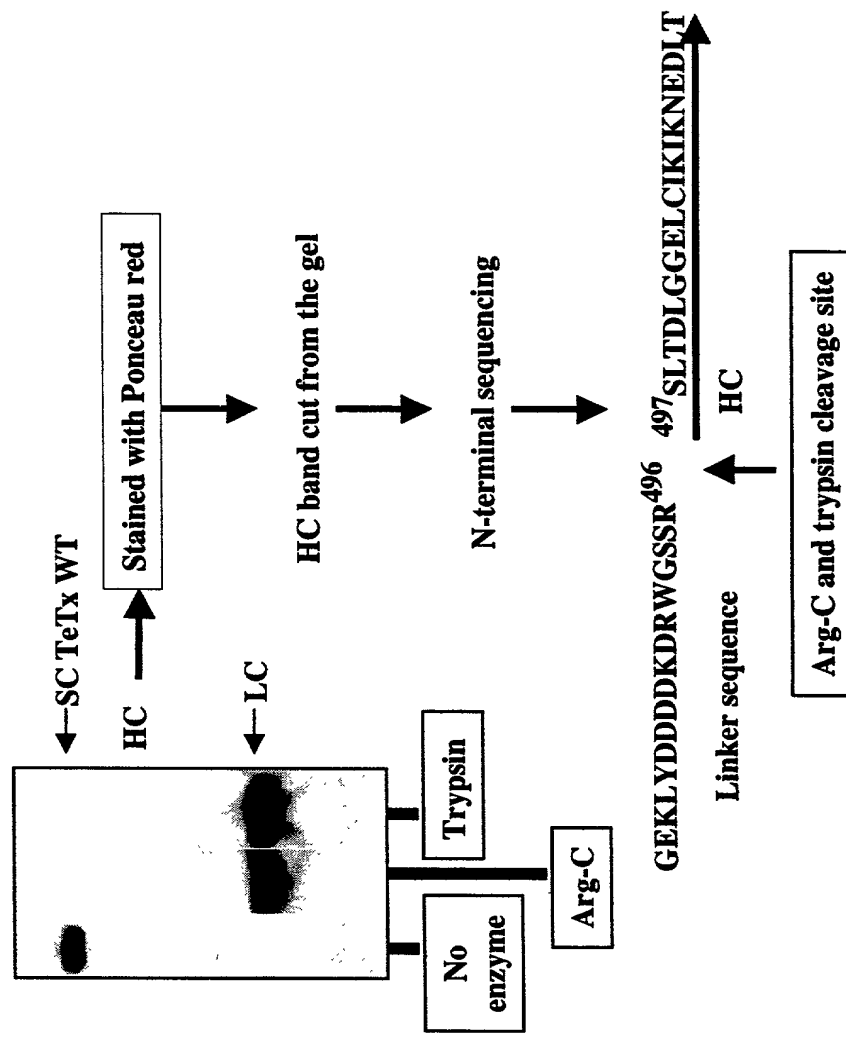 SC TeTx WT
HC
Stained with Ponceau red
LC
HC band cut from the gel
No
enzyme
Arg-C
Trypsin
N-terminal sequencing
GEKLYDDDDKDRWGSSR496 497SLTDLGGELCIKIKNEDLT
Linker sequence
HC
Arg-C and trypsin cleavage site